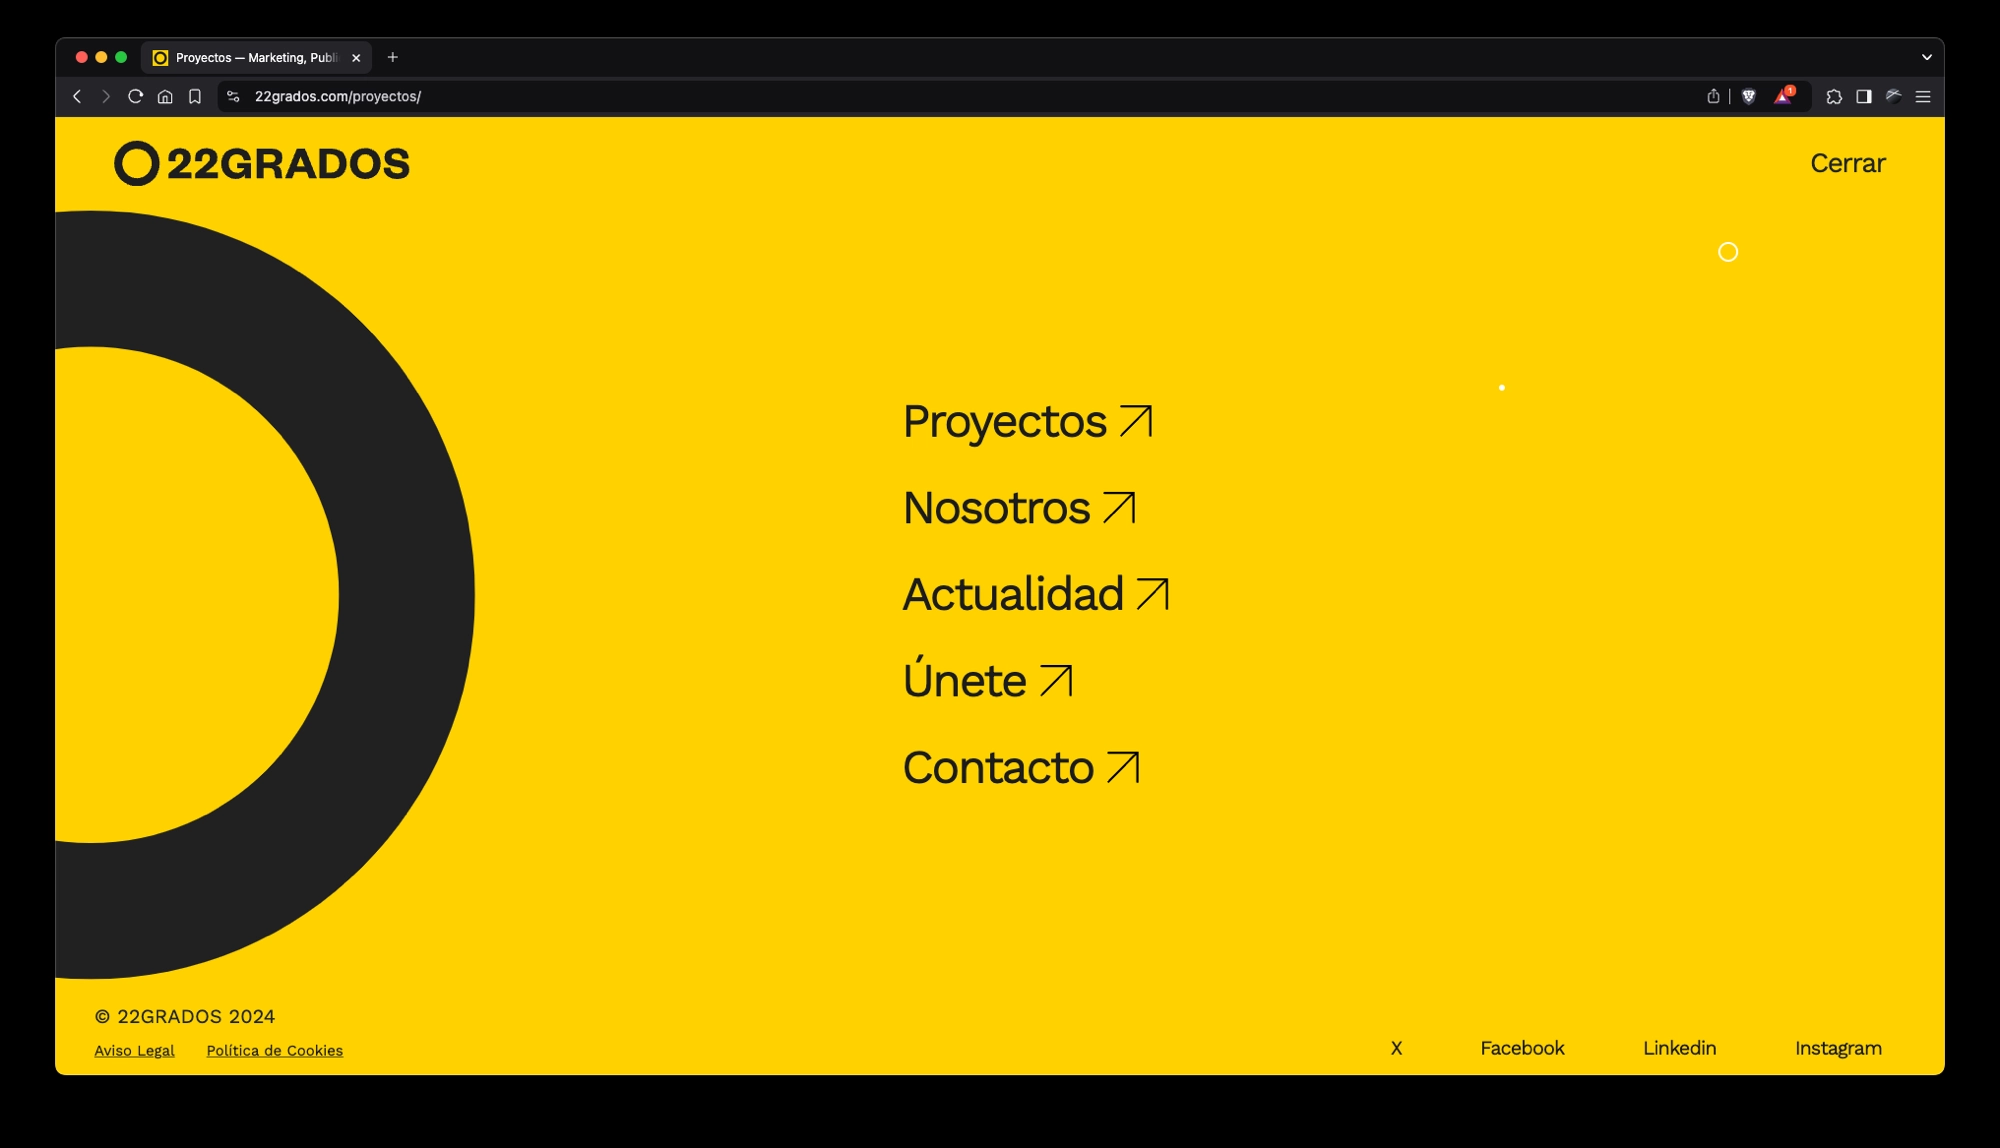 Proyectos — Marketing, Publi
22grados.com/proyectos/
1
22GRADOS
Cerrar
Proyectos
Nosotros
Actualidad
Únete
Contacto
© 22GRADOS 2024
Aviso Legal Política de Cookies
X Facebook Linkedin Instagram